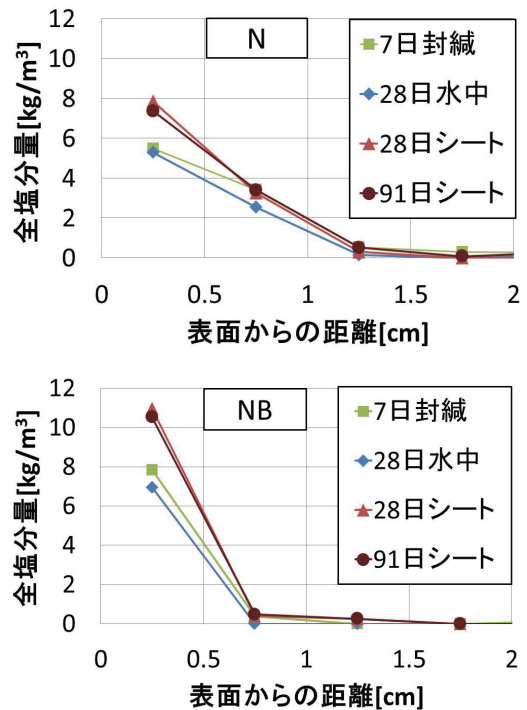 N
7日封緘
28日水中
28日シート
91日シート
全塩分量[kg/m³]
12
10
8
6
4
2
0
0
0.5
1
1.5
2
表面からの距離[cm]
NB
7日封緘
28日水中
28日シート
91日シート
全塩分量[kg/m³]
12
10
8
6
4
2
0
0
0.5
1
1.5
2
表面からの距離[cm]